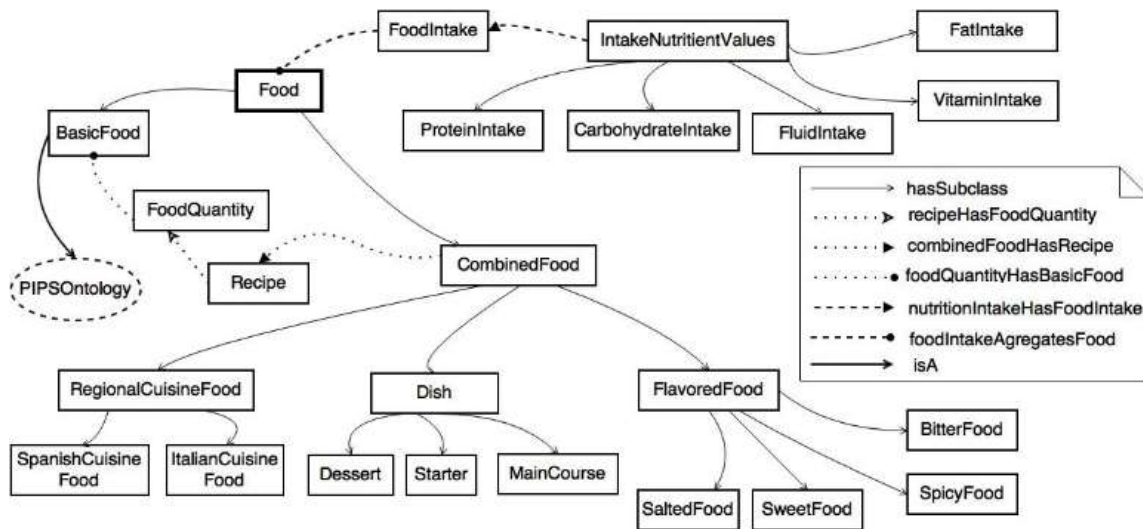 FoodIntake
IntakeNutritientValues
FatIntake
Food
VitaminIntake
BasicFood
ProteinIntake
CarbohydrateIntake
FluidIntake
hasSubclass
FoodQuantity
recipeHasFoodQuantity
combinedFoodHasRecipe
CombinedFood
Recipe
PIPSOntology
foodQuantityHasBasicFood
nutritionIntakeHasFoodIntake
foodIntakeAgregatesFood
isA
RegionalCuisineFood
Dish
FlavoredFood
BitterFood
SpanishCuisine
Food
ItalianCuisine
Food
Dessert
Starter
MainCourse
SpicyFood
SaltedFood
SweetFood